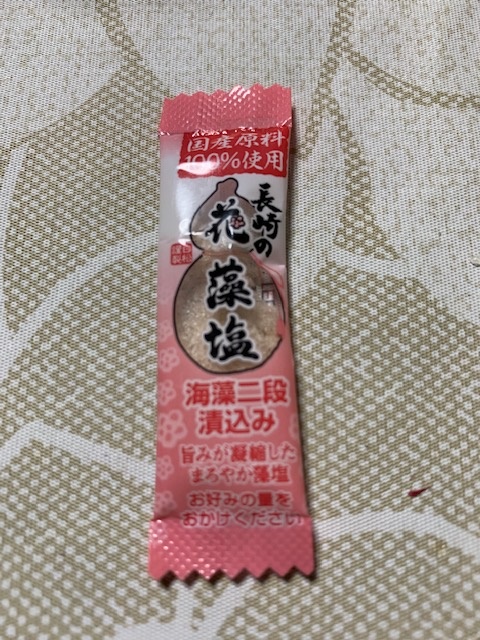 国産原料
100%使用
長崎の
花
藻
塩
海藻二段
漬込み
旨みが凝縮した
まろやか藻塩
お好みの量を
おかけください